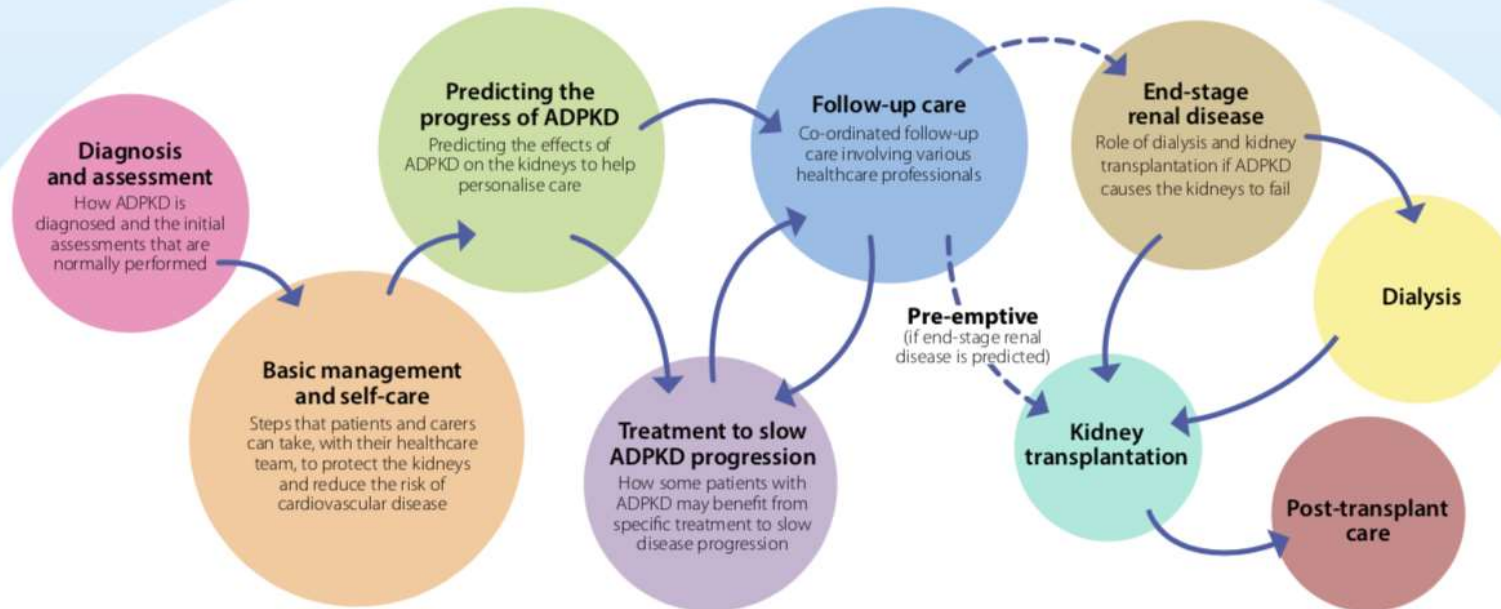 Diagnosis
and assessment
How ADPKD is
diagnosed and the initial
assessments that are
normally performed
Basic management
and self-care
Steps that patients and carers
can take, with their healthcare
team, to protect the kidneys
and reduce the risk of
cardiovascular disease
Predicting the
progress of ADPKD
Predicting the effects of
ADPKD on the kidneys to help
personalise care
Treatment to slow
ADPKD progression
How some patients with
ADPKD may benefit from
specific treatment to slow
disease progression
Follow-up care
Co-ordinated follow-up
care involving various
healthcare professionals
Pre-emptive
(if end-stage renal
disease is predicted)
End-stage
renal disease
Role of dialysis and kidney
transplantation if ADPKD
causes the kidneys to fail
Dialysis
Kidney
transplantation
Post-transplant
care